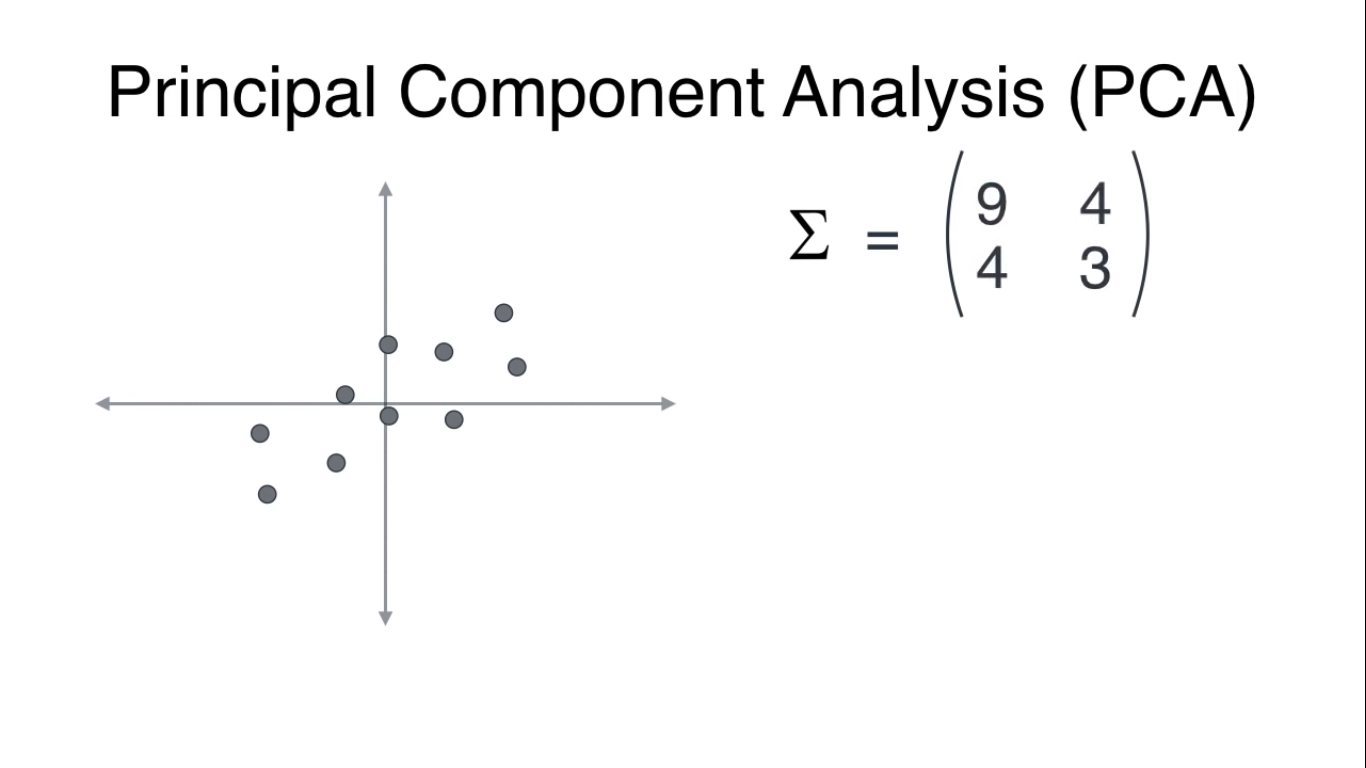 Principal Component Analysis (PCA)
Σ = ( 9 4
4 3 )